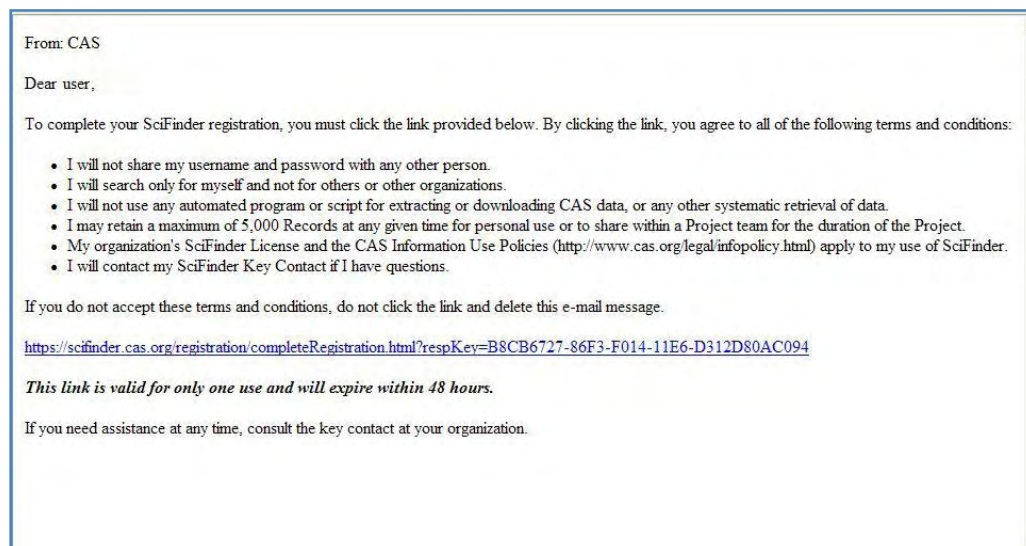 From: CAS
Dear user,
To complete your SciFinder registration, you must click the link provided below. By clicking the link, you agree to all of the following terms and conditions:
• I will not share my username and password with any other person.
• I will search only for myself and not for others or other organizations.
• I will not use any automated program or script for extracting or downloading CAS data, or any other systematic retrieval of data.
• I may retain a maximum of 5,000 Records at any given time for personal use or to share within a Project team for the duration of the Project.
• My organization's SciFinder License and the CAS Information Use Policies (http://www.cas.org/legal/infopolicy.html) apply to my use of SciFinder.
• I will contact my SciFinder Key Contact if I have questions.
If you do not accept these terms and conditions, do not click the link and delete this e-mail message.
https://scifinder.cas.org/registration/completeRegistration.html?respKey=B8CB6727-86F3-F014-11E6-D312D80AC094
This link is valid for only one use and will expire within 48 hours.
If you need assistance at any time, consult the key contact at your organization.